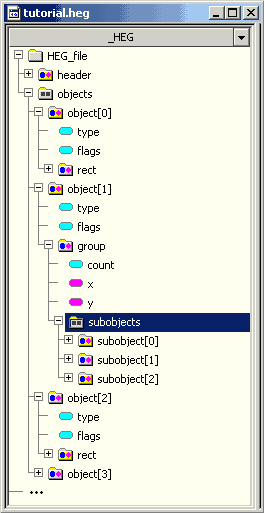 tutorial.heg
_HEG
HEG_file
header
objects
object[0]
type
flags
rect
object[1]
type
flags
group
count
x
y
subobjects
subobject[0]
subobject[1]
subobject[2]
object[2]
type
flags
rect
object[3]
...